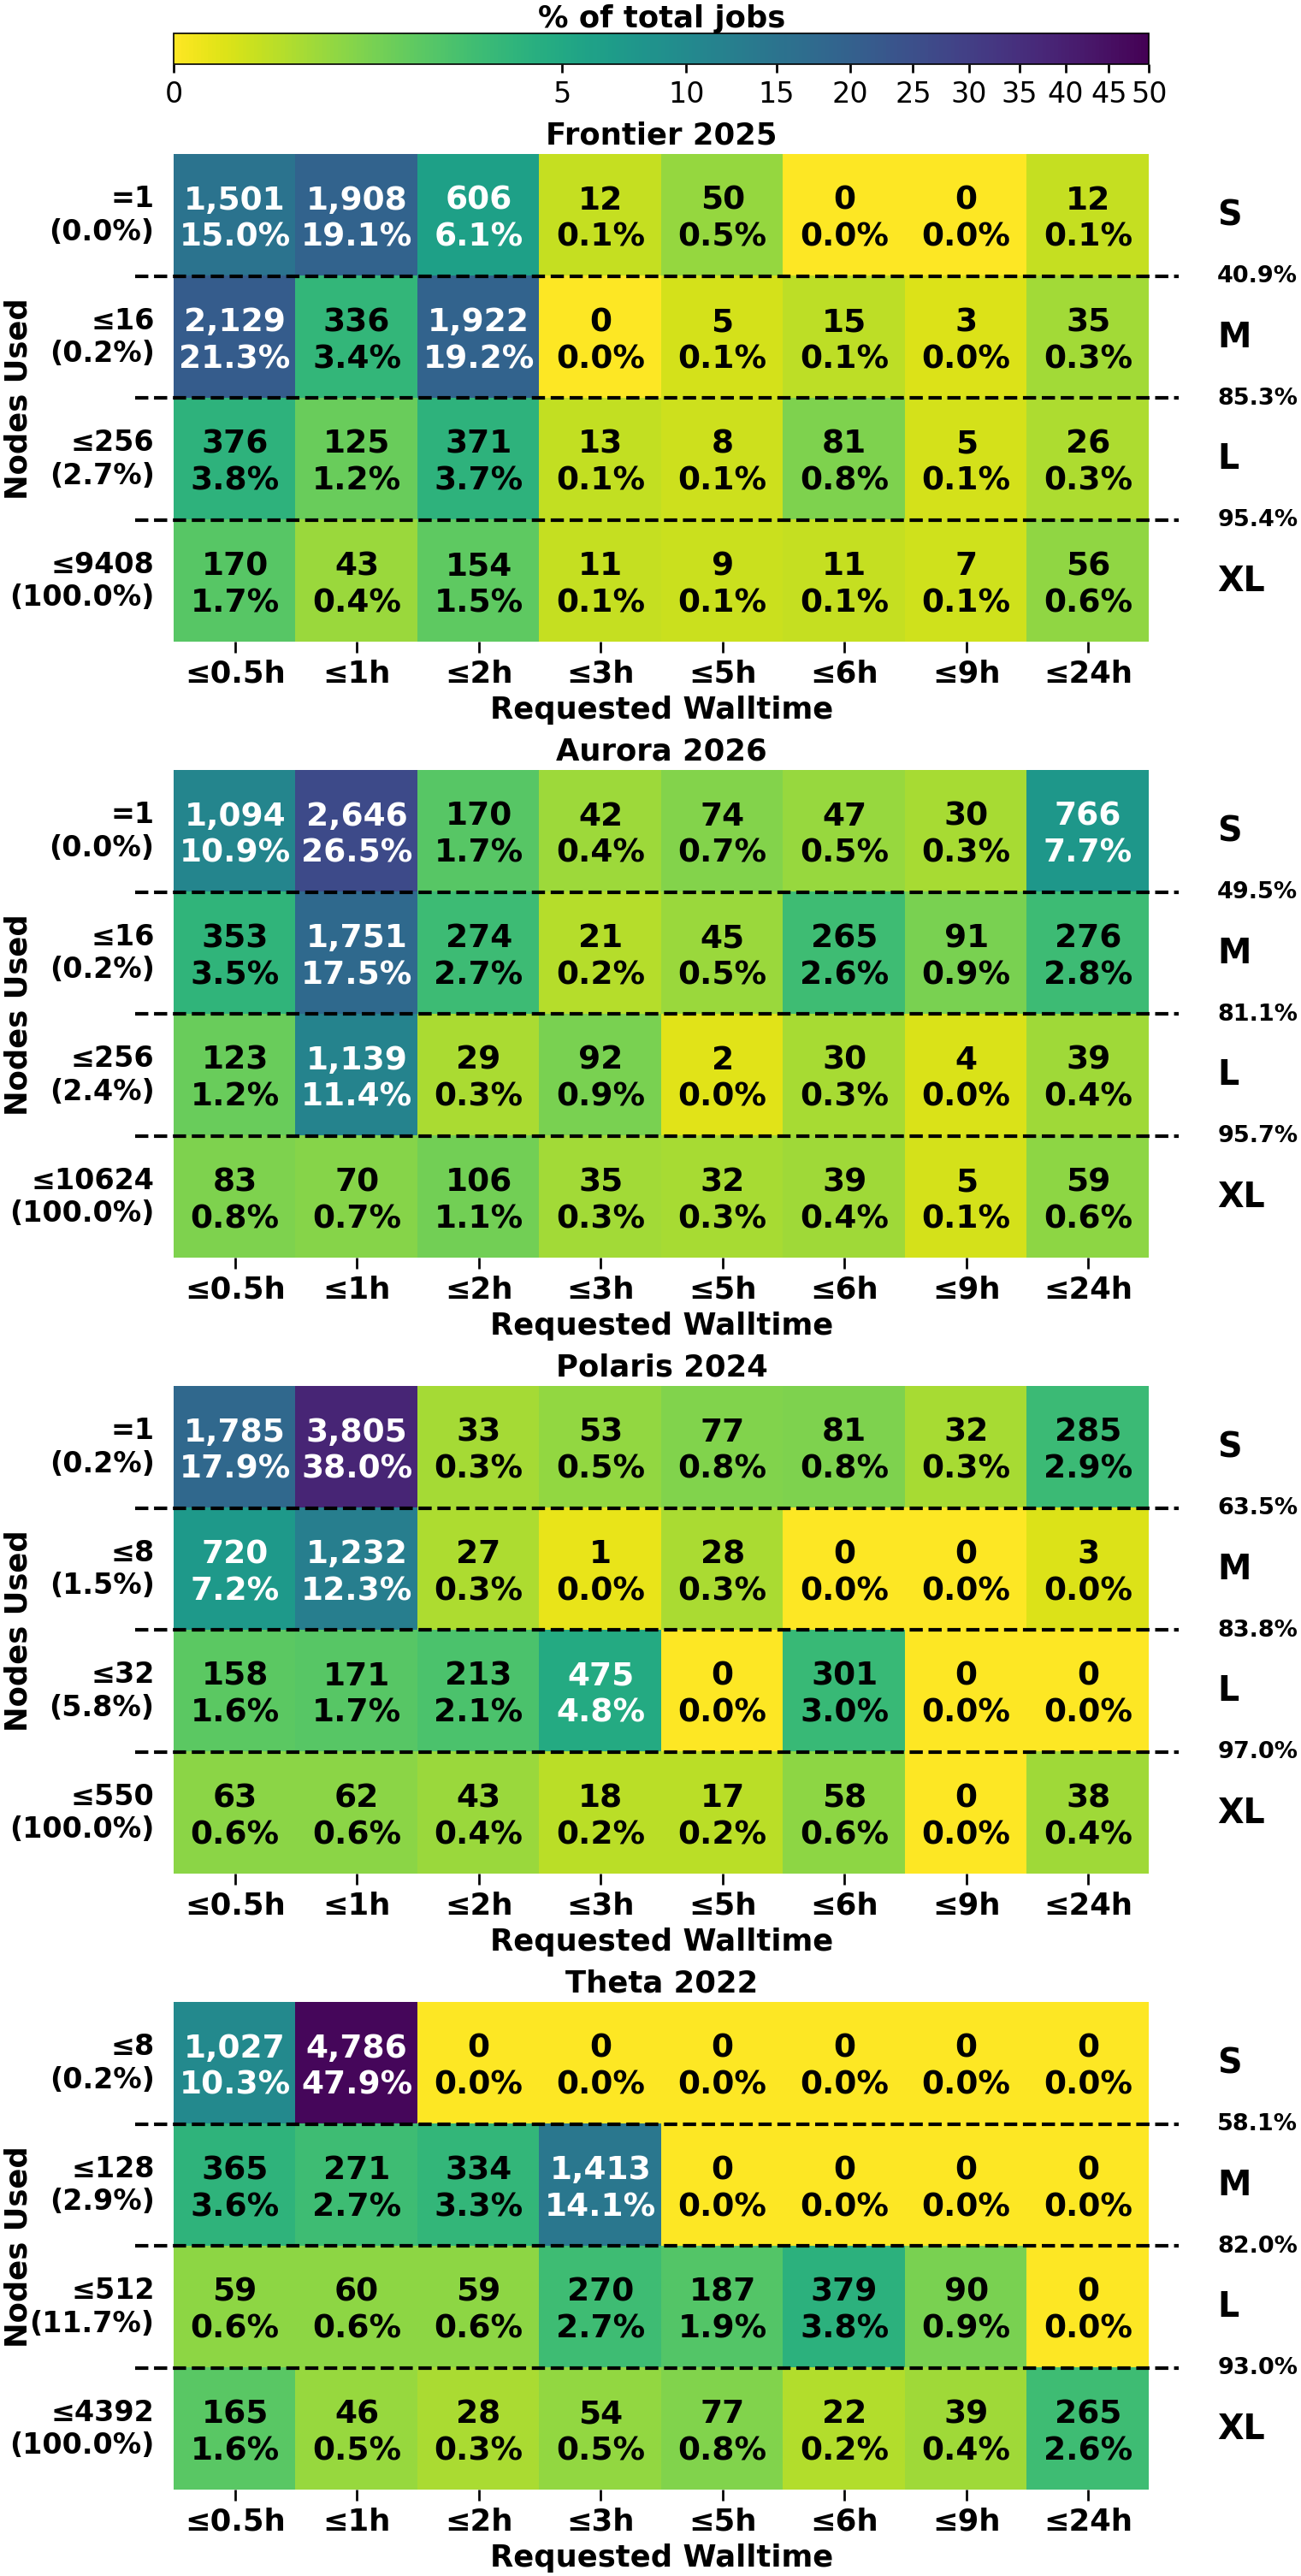 % of total jobs
0 5 10 15 20 25 30 35 40 45 50
Frontier 2025
Nodes Used
=1 1,501 1,908 606 12 50 0 0 12 S
(0.0%) 15.0% 19.1% 6.1% 0.1% 0.5% 0.0% 0.0% 0.1%
40.9%
≤16 2,129 336 1,922 0 5 15 3 35 M
(0.2%) 21.3% 3.4% 19.2% 0.0% 0.1% 0.1% 0.0% 0.3%
85.3%
≤256 376 125 371 13 8 81 5 26 L
(2.7%) 3.8% 1.2% 3.7% 0.1% 0.1% 0.8% 0.1% 0.3%
95.4%
≤9408 170 43 154 11 9 11 7 56 XL
(100.0%) 1.7% 0.4% 1.5% 0.1% 0.1% 0.1% 0.1% 0.6%
≤0.5h ≤1h ≤2h ≤3h ≤5h ≤6h ≤9h ≤24h
Requested Walltime
Aurora 2026
Nodes Used
=1 1,094 2,646 170 42 74 47 30 766 S
(0.0%) 10.9% 26.5% 1.7% 0.4% 0.7% 0.5% 0.3% 7.7%
49.5%
≤16 353 1,751 274 21 45 265 91 276 M
(0.2%) 3.5% 17.5% 2.7% 0.2% 0.5% 2.6% 0.9% 2.8%
81.1%
≤256 123 1,139 29 92 2 30 4 39 L
(2.4%) 1.2% 11.4% 0.3% 0.9% 0.0% 0.3% 0.0% 0.4%
95.7%
≤10624 83 70 106 35 32 39 5 59 XL
(100.0%) 0.8% 0.7% 1.1% 0.3% 0.3% 0.4% 0.1% 0.6%
≤0.5h ≤1h ≤2h ≤3h ≤5h ≤6h ≤9h ≤24h
Requested Walltime
Polaris 2024
Nodes Used
=1 1,785 3,805 33 53 77 81 32 285 S
(0.2%) 17.9% 38.0% 0.3% 0.5% 0.8% 0.8% 0.3% 2.9%
63.5%
≤8 720 1,232 27 1 28 0 0 3 M
(1.5%) 7.2% 12.3% 0.3% 0.0% 0.3% 0.0% 0.0% 0.0%
83.8%
≤32 158 171 213 475 0 301 0 0 L
(5.8%) 1.6% 1.7% 2.1% 4.8% 0.0% 3.0% 0.0% 0.0%
97.0%
≤550 63 62 43 18 17 58 0 38 XL
(100.0%) 0.6% 0.6% 0.4% 0.2% 0.2% 0.6% 0.0% 0.4%
≤0.5h ≤1h ≤2h ≤3h ≤5h ≤6h ≤9h ≤24h
Requested Walltime
Theta 2022
Nodes Used
≤8 1,027 4,786 0 0 0 0 0 0 S
(0.2%) 10.3% 47.9% 0.0% 0.0% 0.0% 0.0% 0.0% 0.0%
58.1%
≤128 365 271 334 1,413 0 0 0 0 M
(2.9%) 3.6% 2.7% 3.3% 14.1% 0.0% 0.0% 0.0% 0.0%
82.0%
≤512 59 60 59 270 187 379 90 0 L
(11.7%) 0.6% 0.6% 0.6% 2.7% 1.9% 3.8% 0.9% 0.0%
93.0%
≤4392 165 46 28 54 77 22 39 265 XL
(100.0%) 1.6% 0.5% 0.3% 0.5% 0.8% 0.2% 0.4% 2.6%
≤0.5h ≤1h ≤2h ≤3h ≤5h ≤6h ≤9h ≤24h
Requested Walltime